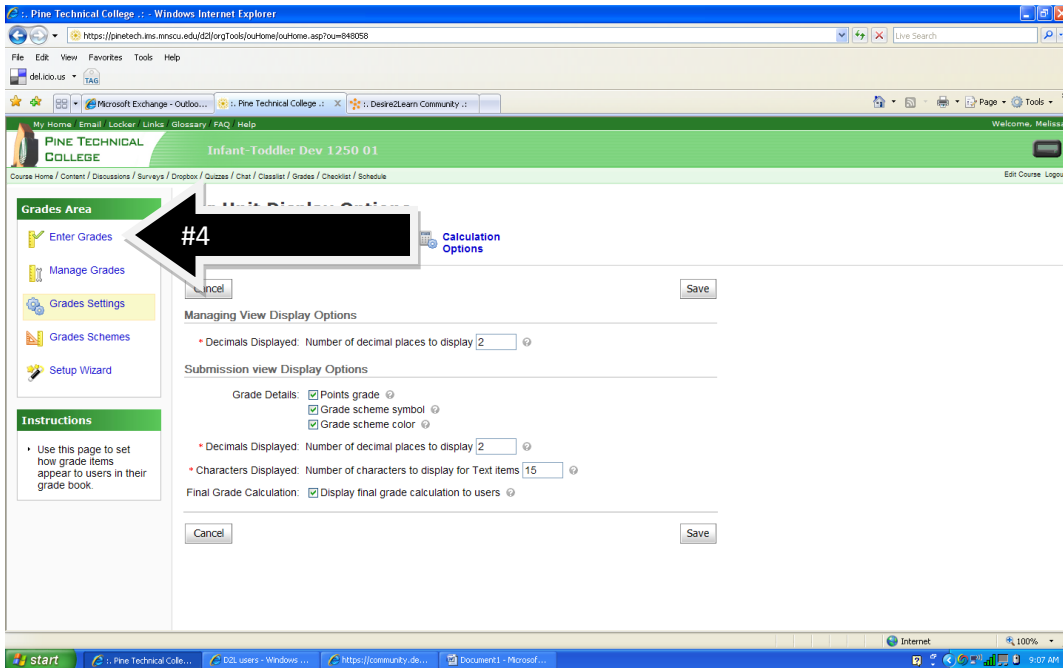 :. Pine Technical College .: - Windows Internet Explorer
https://pinetech.ims.mnscu.edu/d2l/orgTools/ouHome/ouHome.asp?ou=848058
Live Search
File Edit View Favorites Tools Help
del.icio.us TAG
Microsoft Exchange - Outloo... :. Pine Technical College .: X :. Desire2Learn Community .: Page Tools
My Home Email Locker Links Glossary FAQ Help Welcome, Melissa
PINE TECHNICAL
COLLEGE
Infant-Toddler Dev 1250 01
Course Home / Content / Discussions / Surveys / Dropbox / Quizzes / Chat / Classlist / Grades / Checklist / Schedule Edit Course Logou
Grades Area
Unit Display Options
Enter Grades
#4
Calculation
Options
Manage Grades
Cancel Save
Grades Settings
Managing View Display Options
Grades Schemes
* Decimals Displayed: Number of decimal places to display 2
Setup Wizard
Submission view Display Options
Grade Details: Points grade
Grade scheme symbol
Grade scheme color
Instructions
Use this page to set
how grade items
appear to users in their
grade book.
* Decimals Displayed: Number of decimal places to display 2
* Characters Displayed: Number of characters to display for Text items 15
Final Grade Calculation: Display final grade calculation to users
Cancel Save
Internet 100%
start :. Pine Technical Colle... D2L users - Windows ... https://community.de... Document1 - Microsof... 9:07 AM